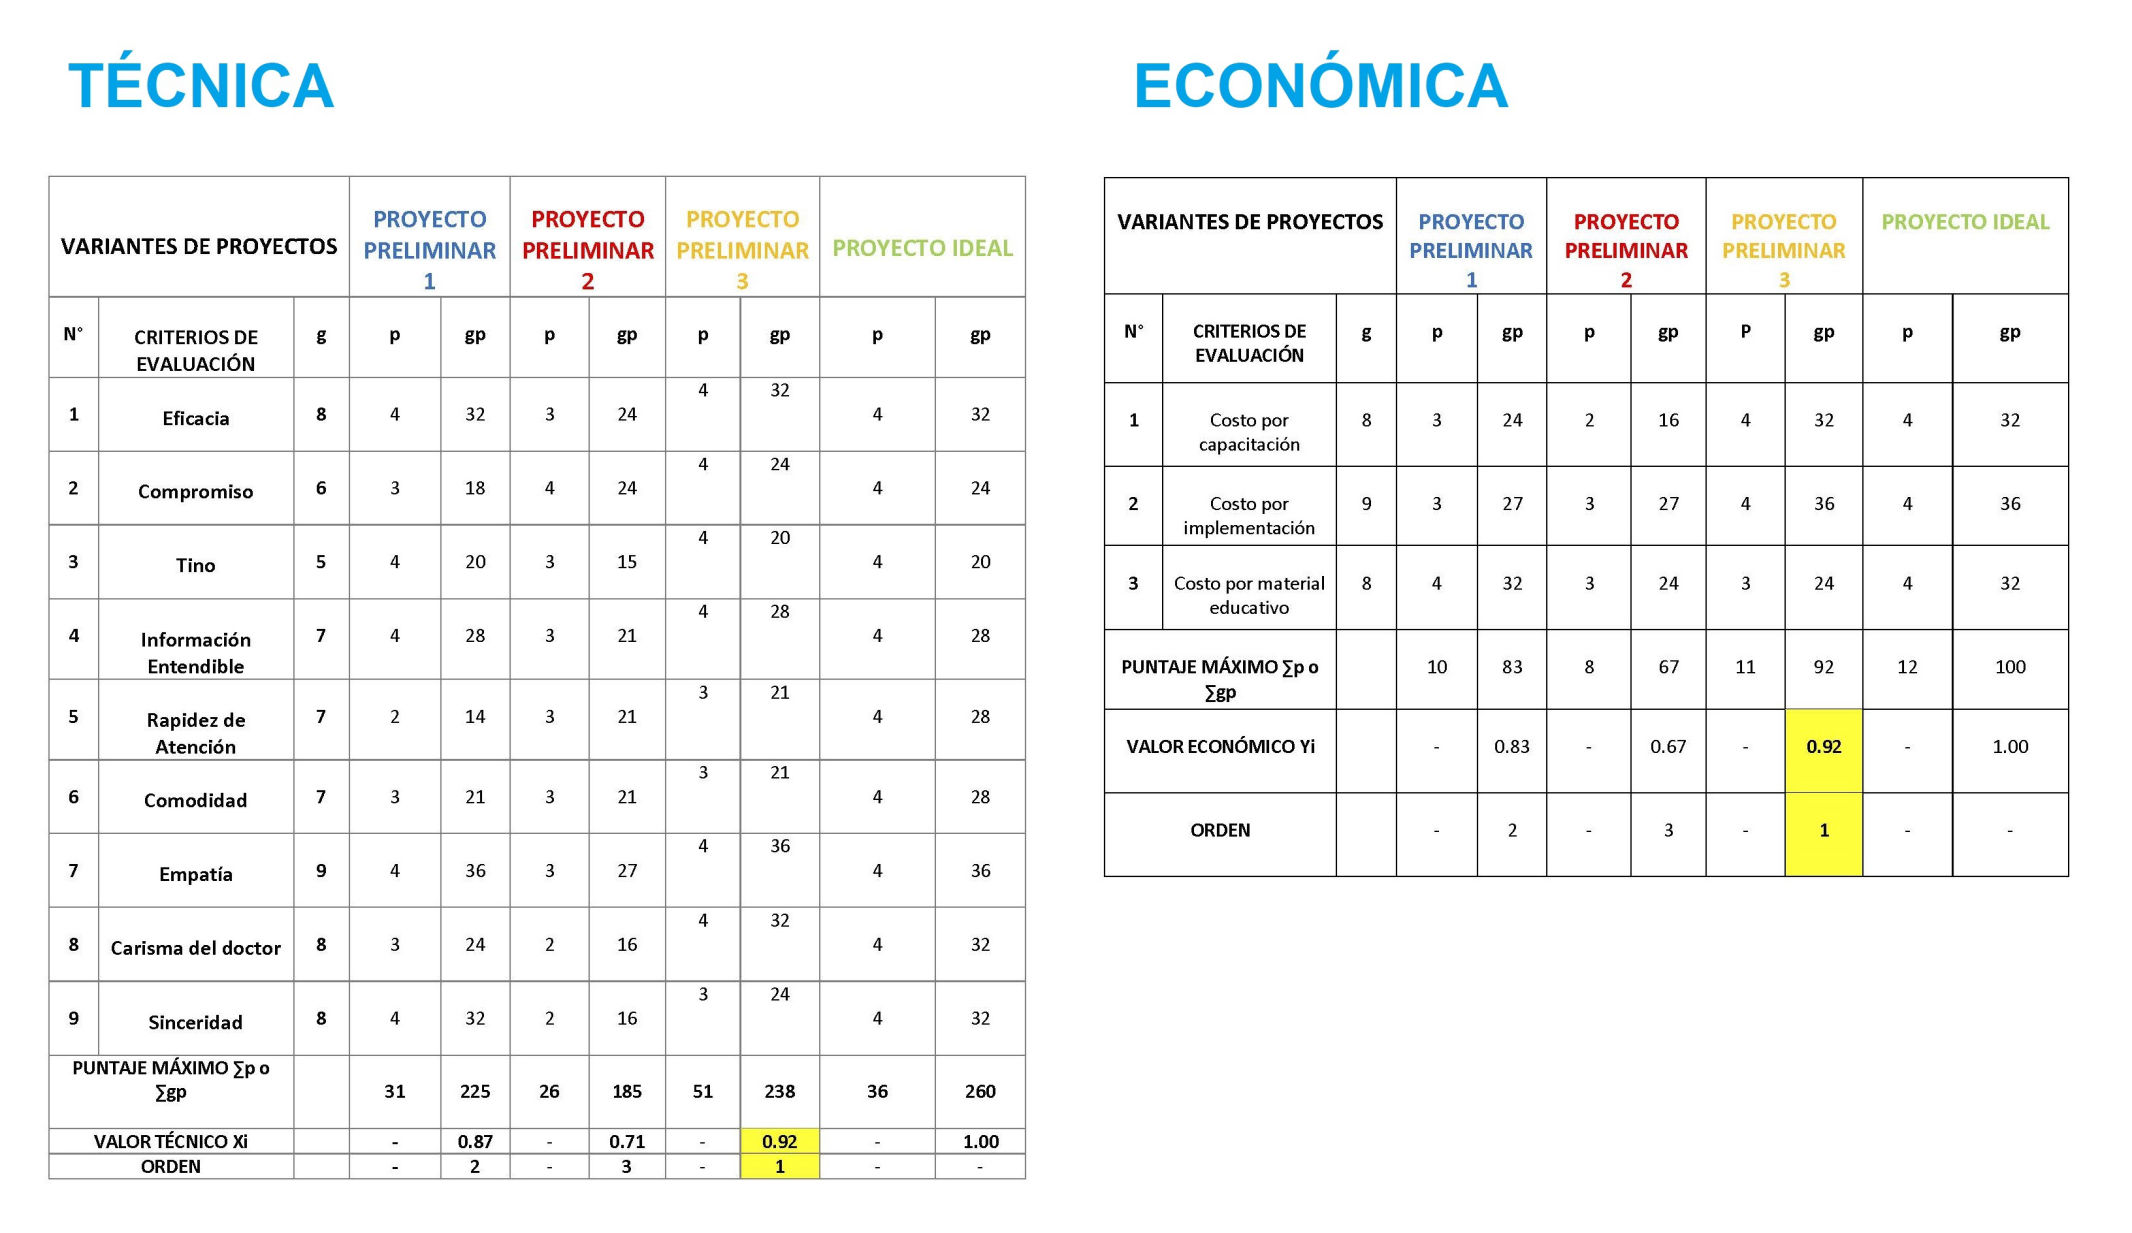 TÉCNICA
VARIANTES DE PROYECTOS PROYECTO PRELIMINAR 1 PROYECTO PRELIMINAR 2 PROYECTO PRELIMINAR 3 PROYECTO IDEAL
N° CRITERIOS DE EVALUACIÓN g p gp p gp p gp p gp
1 Eficacia 8 4 32 3 24 4 32 4 32
2 Compromiso 6 3 18 4 24 4 24 4 24
3 Tino 5 4 20 3 15 4 20 4 20
4 Información Entendible 7 4 28 3 21 4 28 4 28
5 Rapidez de Atención 7 2 14 3 21 3 21 4 28
6 Comodidad 7 3 21 3 21 3 21 4 28
7 Empatía 9 4 36 3 27 4 36 4 36
8 Carisma del doctor 8 3 24 2 16 4 32 4 32
9 Sinceridad 8 4 32 2 16 3 24 4 32
PUNTAJE MÁXIMO ∑p o ∑gp 31 225 26 185 51 238 36 260
VALOR TÉCNICO Xi - 0.87 - 0.71 - 0.92 - 1.00
ORDEN - 2 - 3 - 1 - -
ECONÓMICA
VARIANTES DE PROYECTOS PROYECTO PRELIMINAR 1 PROYECTO PRELIMINAR 2 PROYECTO PRELIMINAR 3 PROYECTO IDEAL
N° CRITERIOS DE EVALUACIÓN g p gp p gp P gp p gp
1 Costo por capacitación 8 3 24 2 16 4 32 4 32
2 Costo por implementación 9 3 27 3 27 4 36 4 36
3 Costo por material educativo 8 4 32 3 24 3 24 4 32
PUNTAJE MÁXIMO ∑p o ∑gp 10 83 8 67 11 92 12 100
VALOR ECONÓMICO Yi - 0.83 - 0.67 - 0.92 - 1.00
ORDEN - 2 - 3 - 1 - -